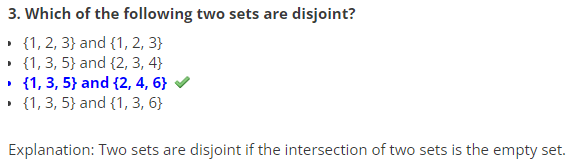 3. Which of the following two sets are disjoint?
• {1, 2, 3} and {1, 2, 3}
• {1, 3, 5} and {2, 3, 4}
• {1, 3, 5} and {2, 4, 6} ✔
• {1, 3, 5} and {1, 3, 6}
Explanation: Two sets are disjoint if the intersection of two sets is the empty set.